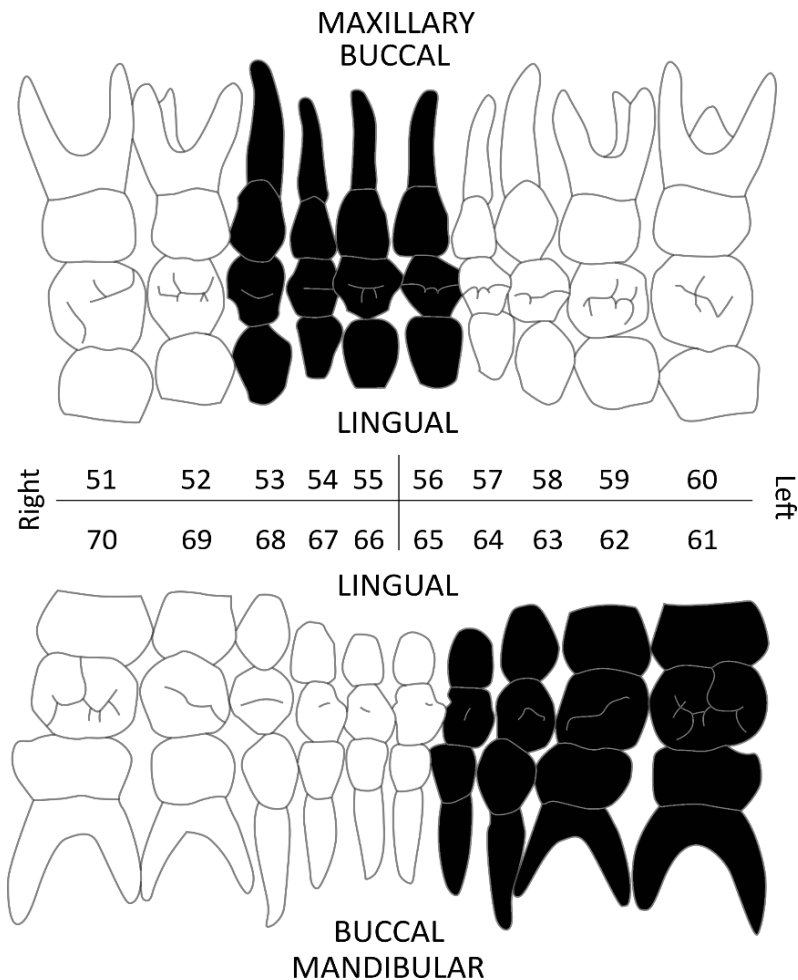 MAXILLARY
BUCCAL
LINGUAL
Right
51 52 53 54 55 56 57 58 59 60
70 69 68 67 66 65 64 63 62 61
Left
LINGUAL
BUCCAL
MANDIBULAR